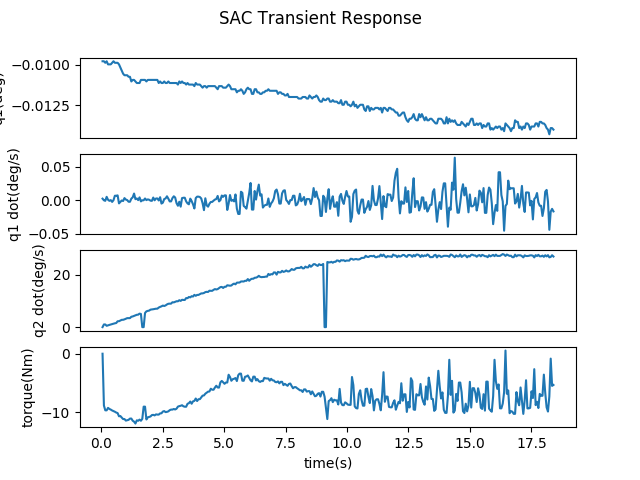 SAC Transient Response
−0.0100
−0.0125
q1(deg)
0.05
0.00
−0.05
q1 dot(deg/s)
20
0
q2 dot(deg/s)
0
−10
torque(Nm)
0.0 2.5 5.0 7.5 10.0 12.5 15.0 17.5
time(s)